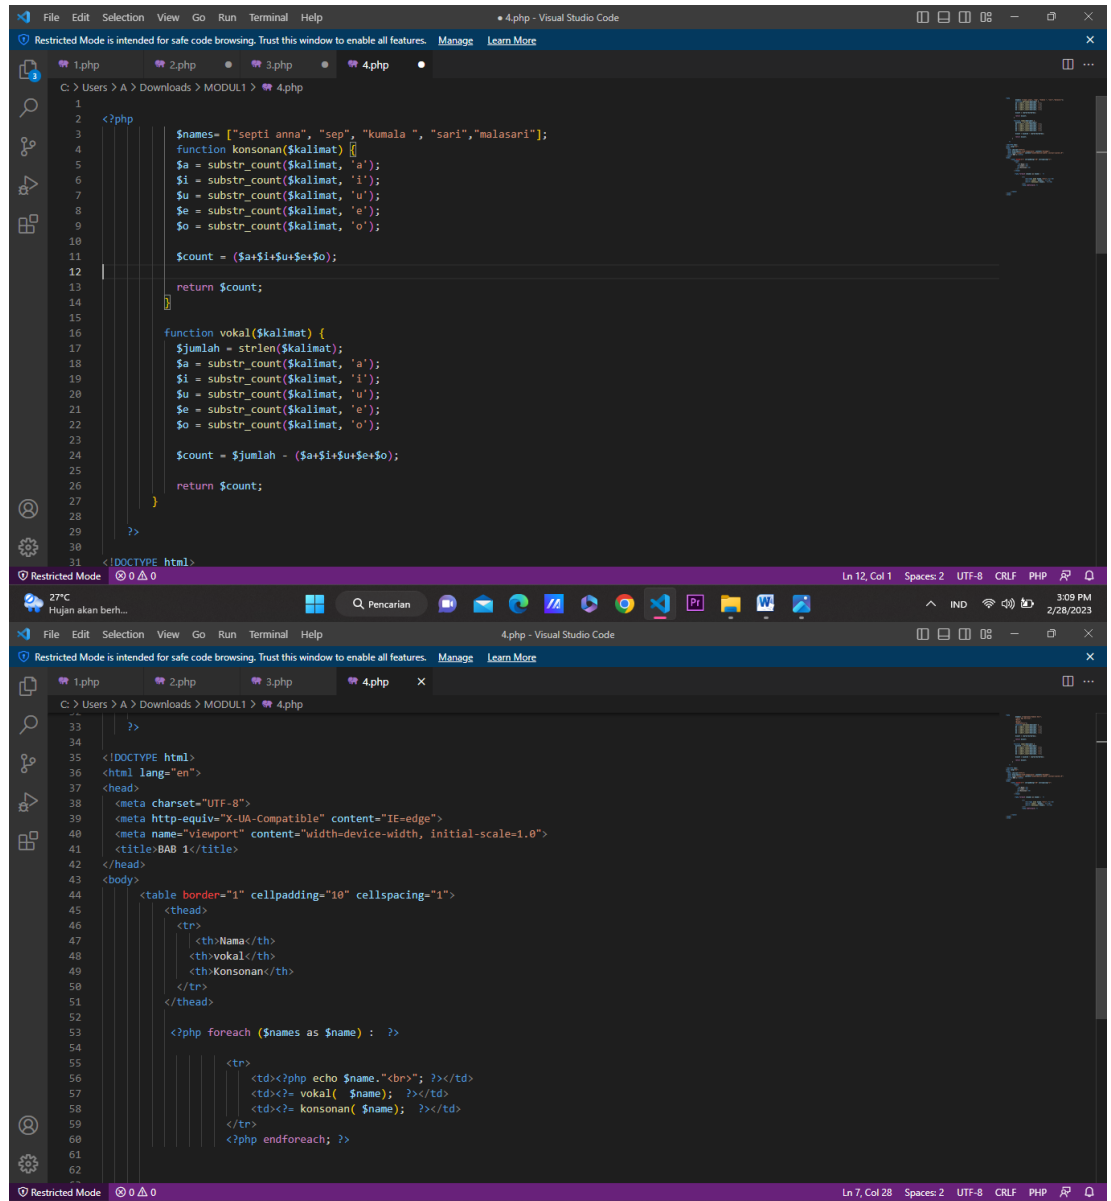 File Edit Selection View Go Run Terminal Help
● 4.php - Visual Studio Code
Restricted Mode is intended for safe code browsing. Trust this window to enable all features. Manage Learn More
1.php 2.php ● 3.php ● 4.php ●
C: > Users > A > Downloads > MODUL1 > 4.php
1
2 <?php
3 $names= ["septi anna", "sep", "kumala ", "sari","malasari"];
4 function konsonan($kalimat) {
5 $a = substr_count($kalimat, 'a');
6 $i = substr_count($kalimat, 'i');
7 $u = substr_count($kalimat, 'u');
8 $e = substr_count($kalimat, 'e');
9 $o = substr_count($kalimat, 'o');
10
11 $count = ($a+$i+$u+$e+$o);
12
13 return $count;
14 }
15
16 function vokal($kalimat) {
17 $jumlah = strlen($kalimat);
18 $a = substr_count($kalimat, 'a');
19 $i = substr_count($kalimat, 'i');
20 $u = substr_count($kalimat, 'u');
21 $e = substr_count($kalimat, 'e');
22 $o = substr_count($kalimat, 'o');
23
24 $count = $jumlah - ($a+$i+$u+$e+$o);
25
26 return $count;
27 }
28
29 ?>
30
31 <!DOCTYPE html>
3
Restricted Mode 0 0 Ln 12, Col 1 Spaces: 2 UTF-8 CRLF PHP
27°C
Hujan akan berh...
Pencarian
Pr
W
IND
3:09 PM
2/28/2023
File Edit Selection View Go Run Terminal Help
4.php - Visual Studio Code
Restricted Mode is intended for safe code browsing. Trust this window to enable all features. Manage Learn More
1.php 2.php 3.php 4.php
C: > Users > A > Downloads > MODUL1 > 4.php
33 ?>
34
35 <!DOCTYPE html>
36 <html lang="en">
37 <head>
38 <meta charset="UTF-8">
39 <meta http-equiv="X-UA-Compatible" content="IE=edge">
40 <meta name="viewport" content="width=device-width, initial-scale=1.0">
41 <title>BAB 1</title>
42 </head>
43 <body>
44 <table border="1" cellpadding="10" cellspacing="1">
45 <thead>
46 <tr>
47 <th>Nama</th>
48 <th>vokal</th>
49 <th>Konsonan</th>
50 </tr>
51 </thead>
52
53 <?php foreach ($names as $name) : ?>
54
55 <tr>
56 <td><?php echo $name."<br>"; ?></td>
57 <td><?= vokal( $name); ?></td>
58 <td><?= konsonan( $name); ?></td>
59 </tr>
60 <?php endforeach; ?>
61
62
Restricted Mode 0 0 Ln 7, Col 28 Spaces: 2 UTF-8 CRLF PHP